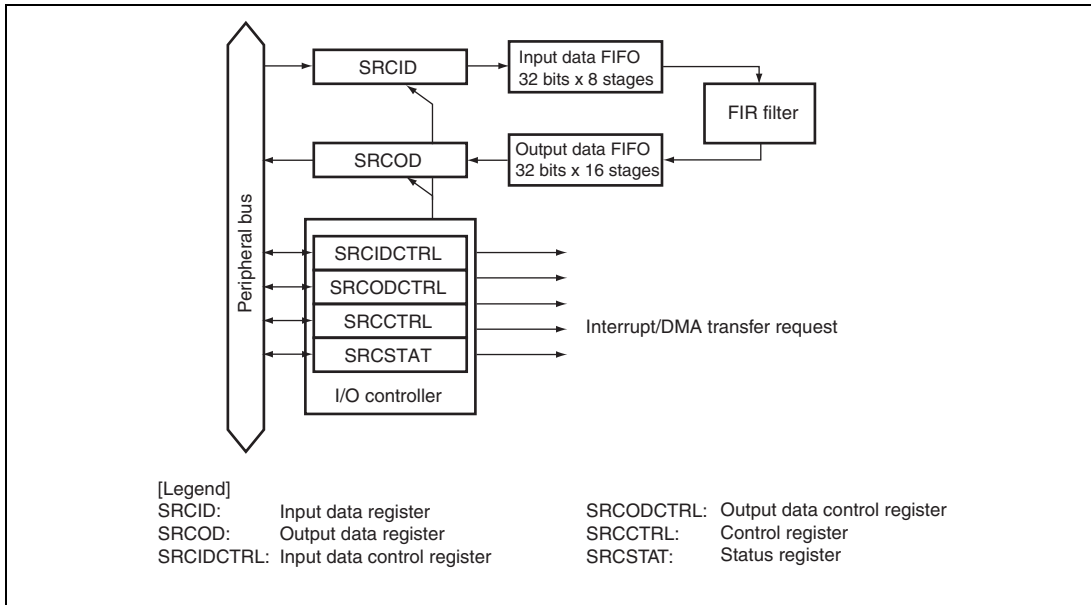 SRCID
Input data FIFO
32 bits x 8 stages
FIR filter
SRCOD
Output data FIFO
32 bits x 16 stages
Peripheral bus
SRCIDCTRL
SRCODCTRL
SRCCTRL
SRCSTAT
I/O controller
Interrupt/DMA transfer request
[Legend]
SRCID: Input data register
SRCOD: Output data register
SRCIDCTRL: Input data control register
SRCODCTRL: Output data control register
SRCCTRL: Control register
SRCSTAT: Status register